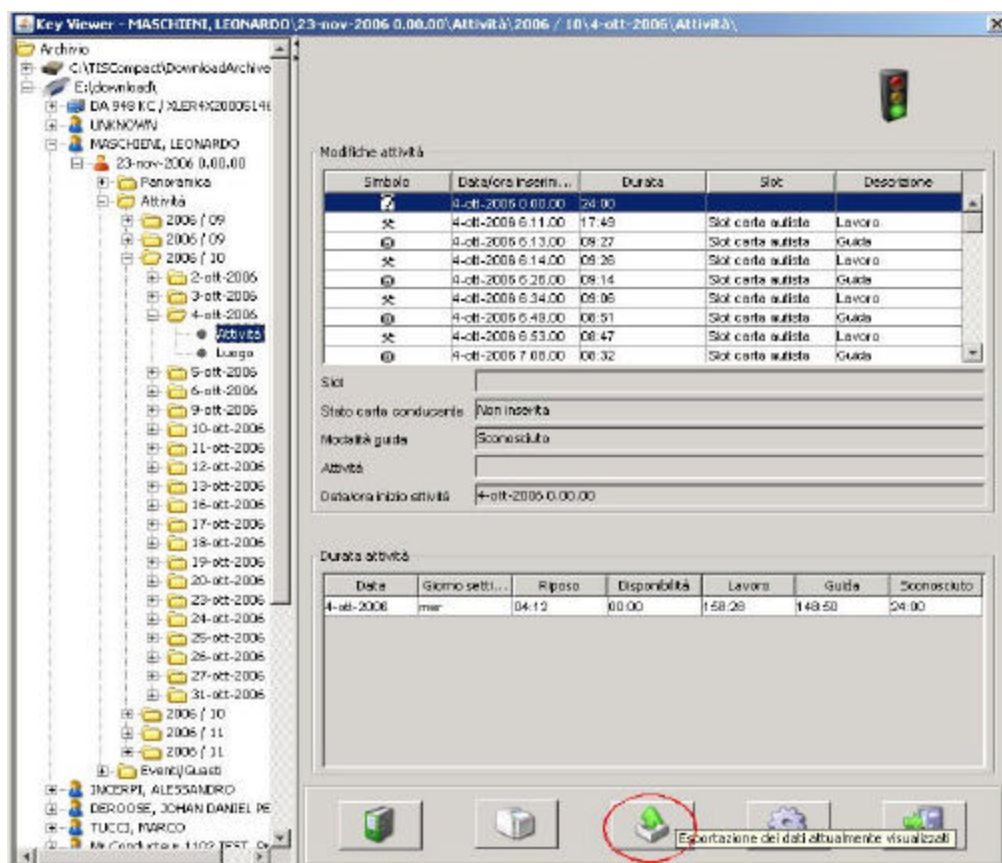 Key Viewer - MASCHIENI, LEONARDO\23-nov-2006 0.00.00\Attività\2006 / 10\4-ott-2006\Attività\
Archivio
C:\TISCompact\DownloadArchive
E:\download\
DA 948 KC / XLER4X20005146
UNKNOWN
MASCHIENI, LEONARDO
23-nov-2006 0.00.00
Panoramica
Attività
2006 / 09
2006 / 09
2006 / 10
2-ott-2006
3-ott-2006
4-ott-2006
Attività
Luogo
5-ott-2006
6-ott-2006
9-ott-2006
10-ott-2006
11-ott-2006
12-ott-2006
13-ott-2006
16-ott-2006
17-ott-2006
18-ott-2006
19-ott-2006
20-ott-2006
23-ott-2006
24-ott-2006
25-ott-2006
26-ott-2006
27-ott-2006
31-ott-2006
2006 / 10
2006 / 11
2006 / 11
Eventi/Guasti
INCERPI, ALESSANDRO
DEROOSE, JOHAN DANIEL PE
TUCCI, MARCO
Mr Conducteur 1102 TEST,
Modifiche attività
Simbolo Data/ora inserim... Durata Slot Descrizione
? 4-ott-2006 0.00.00 24:00
4-ott-2006 6.11.00 17:49 Slot carta autista Lavoro
4-ott-2006 6.13.00 09:27 Slot carta autista Guida
4-ott-2006 6.14.00 09:26 Slot carta autista Lavoro
4-ott-2006 6.26.00 09:14 Slot carta autista Guida
4-ott-2006 6.34.00 09:06 Slot carta autista Lavoro
4-ott-2006 6.49.00 08:51 Slot carta autista Guida
4-ott-2006 6.53.00 08:47 Slot carta autista Lavoro
4-ott-2006 7.08.00 08:32 Slot carta autista Guida
Slot
Stato carta conducente Non inserita
Modalità guida Sconosciuto
Attività
Data/ora inizio attività 4-ott-2006 0.00.00
Durata attività
Data Giorno setti... Riposo Disponibilità Lavoro Guida Sconosciuto
4-ott-2006 mer 04:12 00:00 158:28 148:50 24:00
Esportazione dei dati attualmente visualizzati